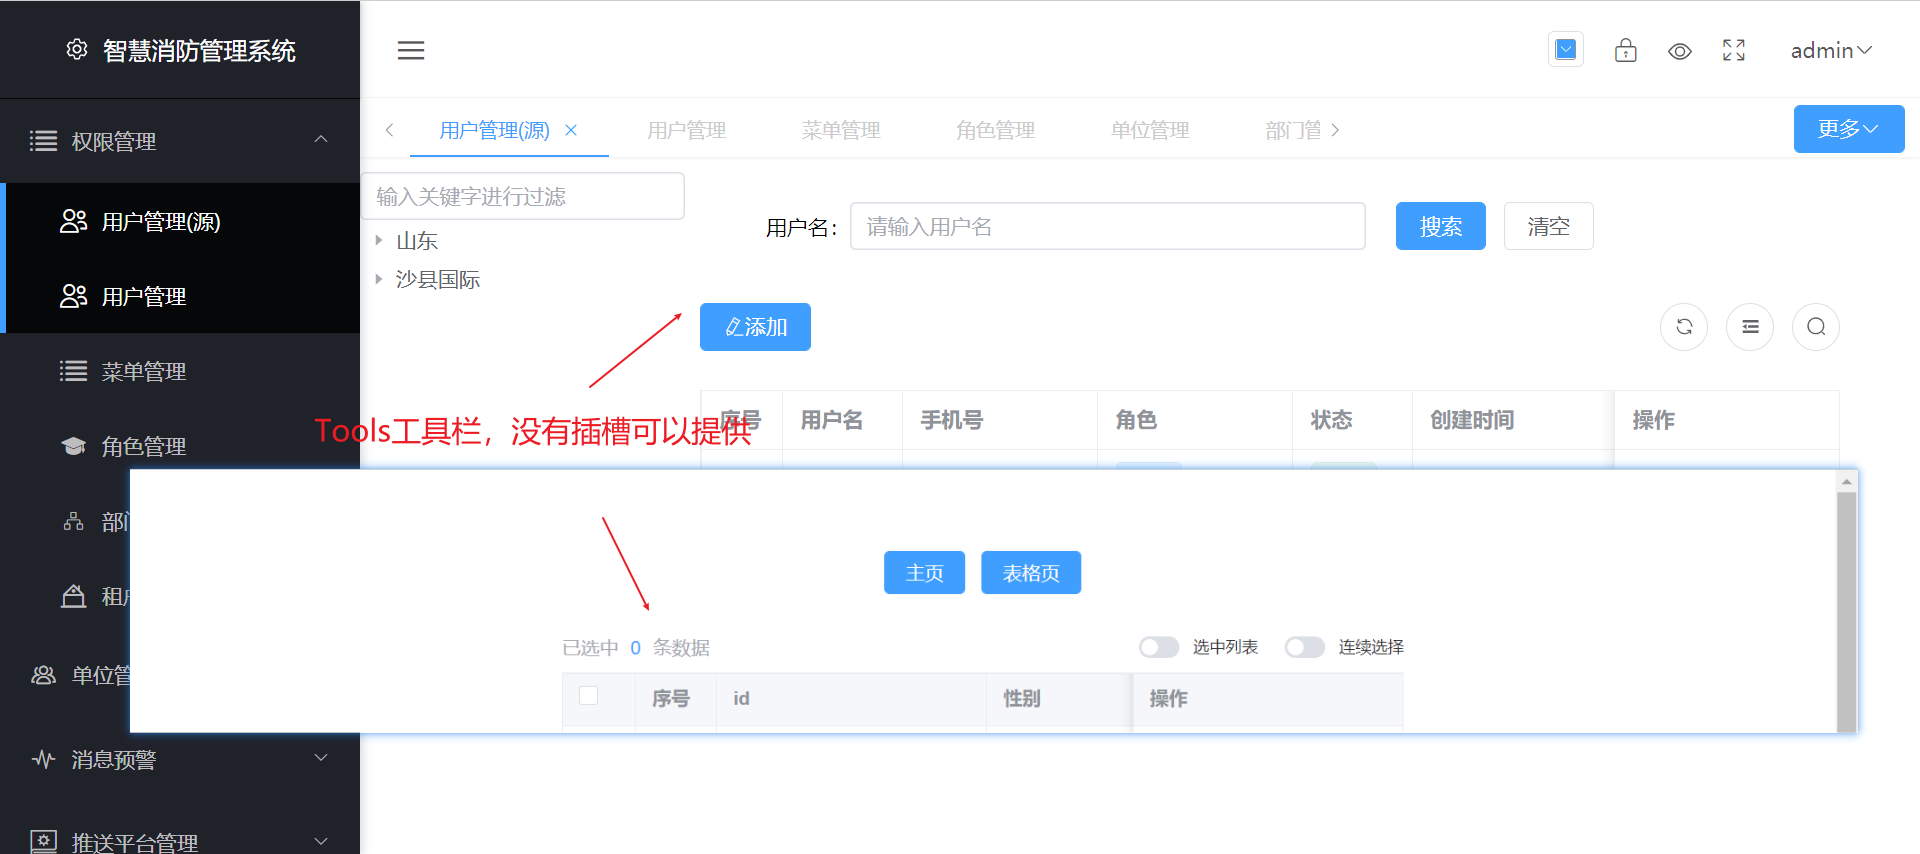 智慧消防管理系统
admin
用户管理(源)
用户管理
菜单管理
角色管理
单位管理
部门管
更多
权限管理
用户管理(源)
用户管理
菜单管理
角色管理
部门
租户
单位管
消息预警
推送平台管理
输入关键字进行过滤
山东
沙县国际
用户名：
请输入用户名
搜索
清空
添加
Tools工具栏，没有插槽可以提供
序号
用户名
手机号
角色
状态
创建时间
操作
主页
表格页
已选中 0 条数据
选中列表
连续选择
序号
id
性别
操作